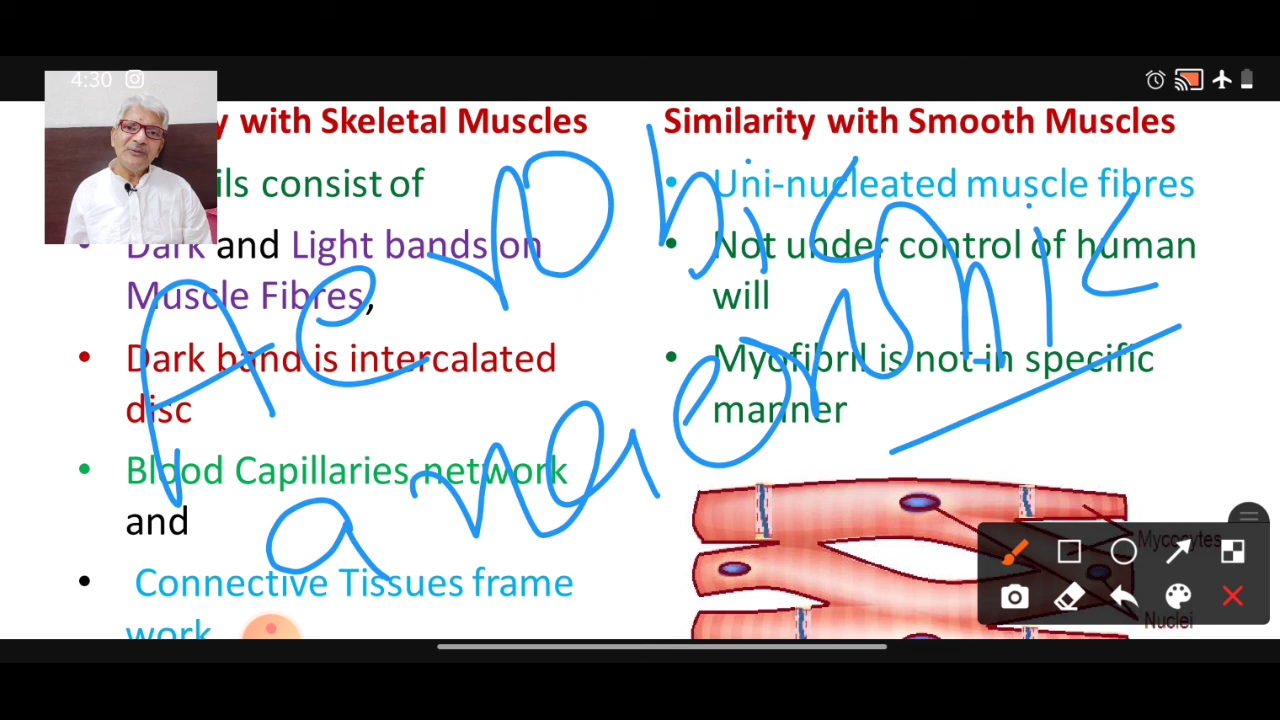 4:30
y with Skeletal Muscles
ils consist of
• Dark and Light bands on
Muscle Fibres,
• Dark band is intercalated
disc
• Blood Capillaries network
and
• Connective Tissues frame
work
Similarity with Smooth Muscles
• Uni-nucleated muscle fibres
• Not under control of human
will
• Myofibril is not in specific
manner
Mycocytes
Nuclei
Aerobic